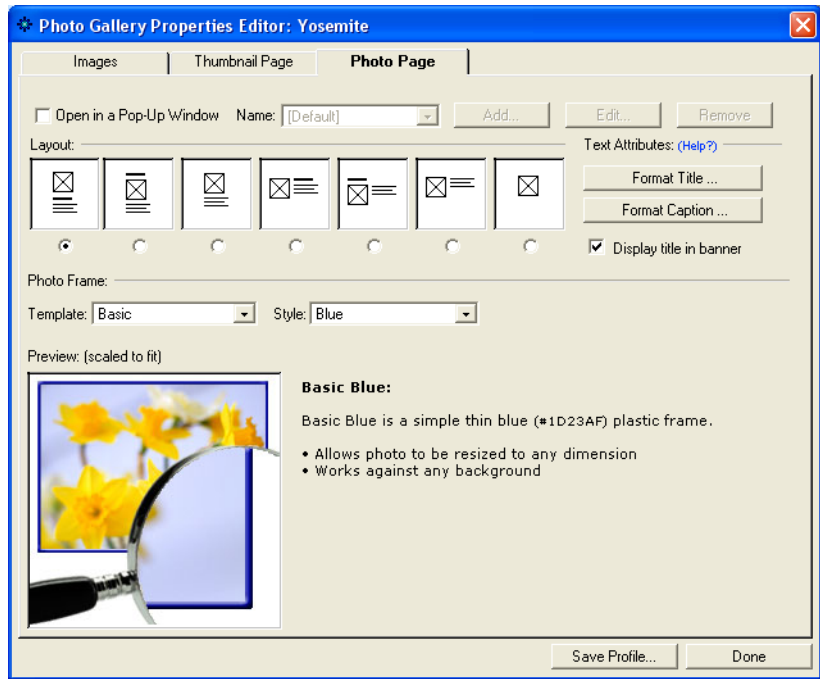 Photo Gallery Properties Editor: Yosemite
Images Thumbnail Page Photo Page
Open in a Pop-Up Window Name: [Default] Add... Edit... Remove
Layout: Text Attributes: (Help?)
Format Title ...
Format Caption ...
Display title in banner
Photo Frame:
Template: Basic Style: Blue
Preview: (scaled to fit)
Basic Blue:
Basic Blue is a simple thin blue (#1D23AF) plastic frame.
• Allows photo to be resized to any dimension
• Works against any background
Save Profile... Done